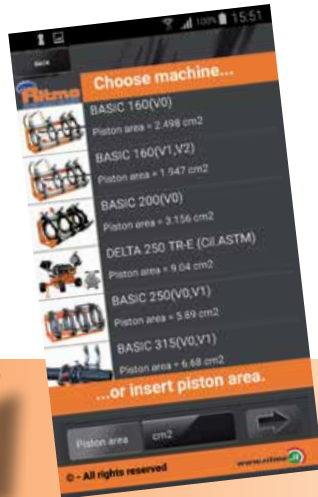 100% 15:51
BACK
Ritmo
Choose machine...
BASIC 160(V0)
Piston area = 2.498 cm2
BASIC 160(V1,V2)
Piston area = 1.947 cm2
BASIC 200(V0)
Piston area = 3.156 cm2
DELTA 250 TR-E (CiI.ASTM)
Piston area = 9.04 cm2
BASIC 250(V0,V1)
Piston area = 5.89 cm2
BASIC 315(V0,V1)
Piston area = 6.68 cm2
...or insert piston area.
Piston area cm2
© - All rights reserved www.ritmo.it